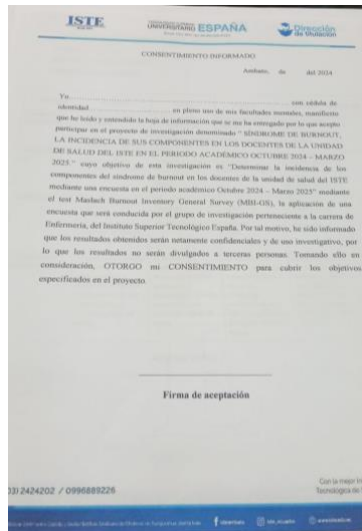 ISTE
UNIVERSITARIO ESPAÑA
Dirección
de titulación
CONSENTIMIENTO INFORMADO
Ambato, de del 2024
Yo........................................ con cédula de
identidad........................ en pleno uso de mis facultades mentales, manifiesto
que he leído y entendido la hoja de información que se me ha entregado por lo que acepto
participar en el proyecto de investigación denominado " SÍNDROME DE BURNOUT,
LA INCIDENCIA DE SUS COMPONENTES EN LOS DOCENTES DE LA UNIDAD
DE SALUD DEL ISTE EN EL PERIODO ACADÉMICO OCTUBRE 2024 – MARZO
2025." cuyo objetivo de esta investigación es "Determinar la incidencia de los
componentes del síndrome de burnout en los docentes de la unidad de salud del ISTE
mediante una encuesta en el periodo académico Octubre 2024 – Marzo 2025" mediante
el test Maslach Burnout Inventory General Survey (MBI-GS), la aplicación de una
encuesta que será conducida por el grupo de investigación perteneciente a la carrera de
Enfermería, del Instituto Superior Tecnológico España. Por tal motivo, he sido informado
que los resultados obtenidos serán netamente confidenciales y de uso investigativo, por
lo que los resultados no serán divulgados a terceras personas. Tomando ello en
consideración, OTORGO mi CONSENTIMIENTO para cubrir los objetivos
especificados en el proyecto.
Firma de aceptación
Con la mejor
Tecnológica de
03) 2424202 / 0996889226